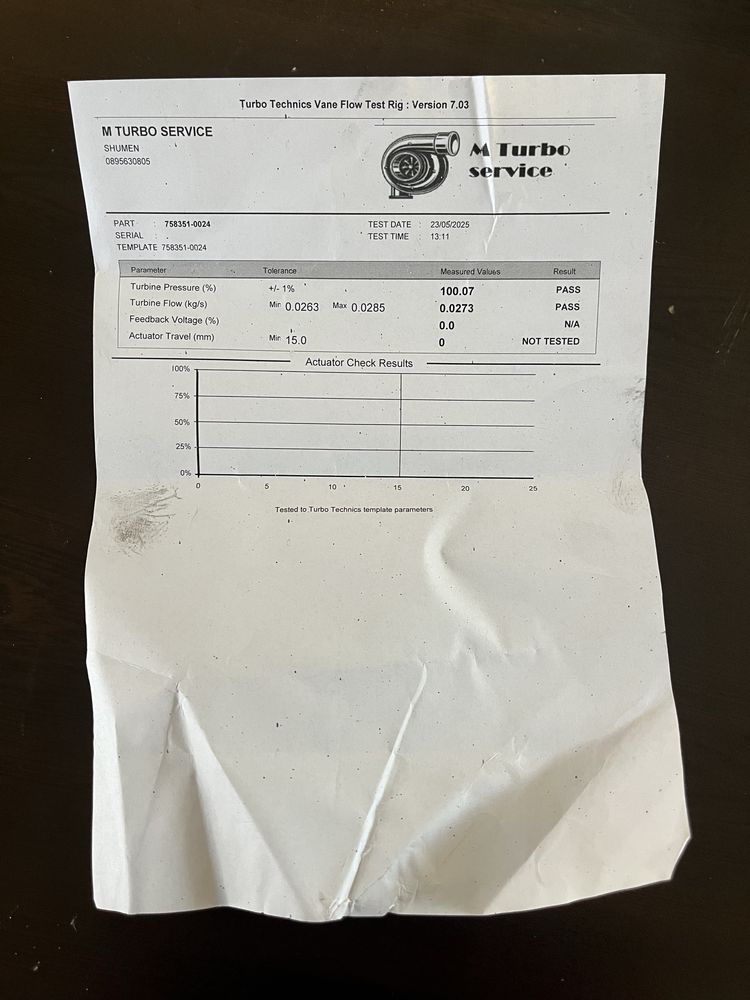 Turbo Technics Vane Flow Test Rig : Version 7.03
M TURBO SERVICE
SHUMEN
0895630805
M Turbo
service
PART : 758351-0024
SERIAL : .
TEMPLATE 758351-0024
TEST DATE : 23/05/2025
TEST TIME : 13:11
Parameter Tolerance Measured Values Result
Turbine Pressure (%) +/- 1% 100.07 PASS
Turbine Flow (kg/s) Min 0.0263 Max 0.0285 0.0273 PASS
Feedback Voltage (%) 0.0 N/A
Actuator Travel (mm) Min 15.0 0 NOT TESTED
Actuator Check Results
100%
75%
50%
25%
0%
0 5 10 15 20 25
Tested to Turbo Technics template parameters